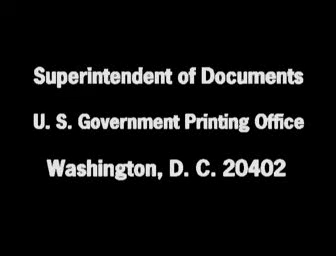 Superintendent of Documents
U. S. Government Printing Office
Washington, D. C. 20402